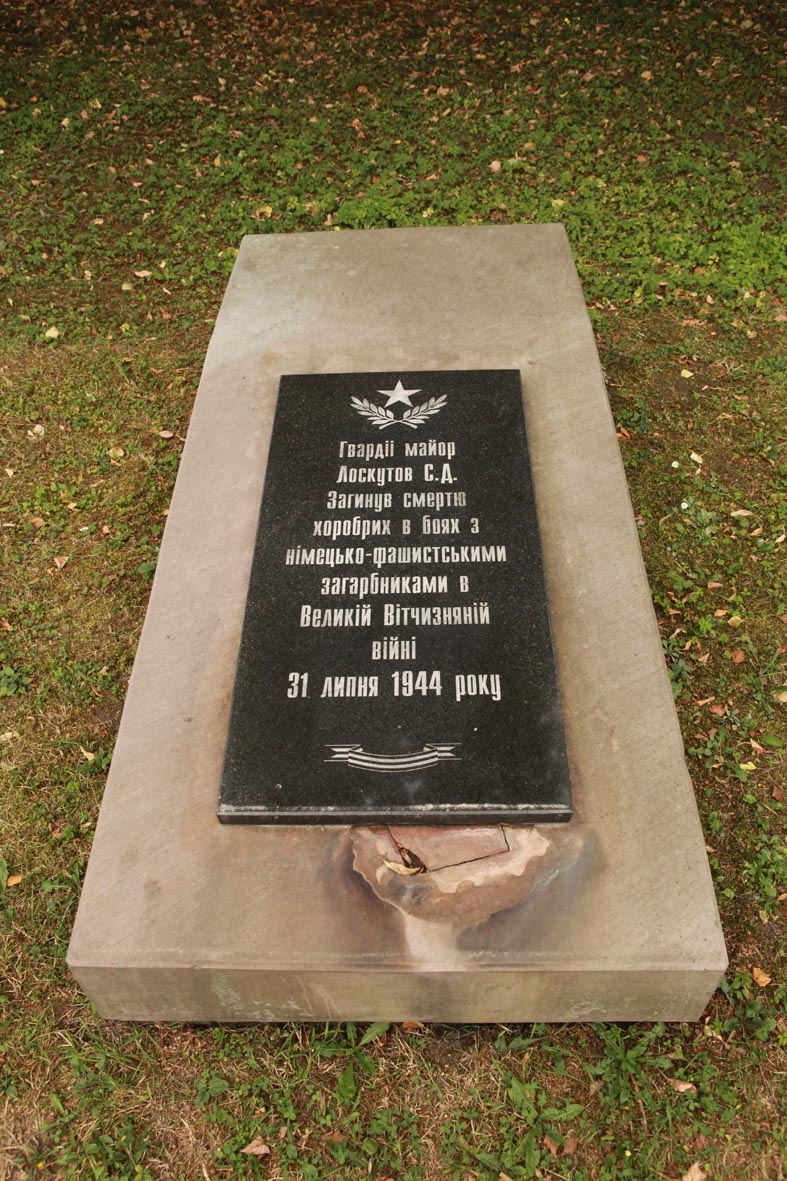 Гвардії майор
Лоскутов С.Д.
Загинув смертю
хоробрих в боях з
німецько-фашистськими
загарбниками в
Великій Вітчизняній
війні
31 липня 1944 року